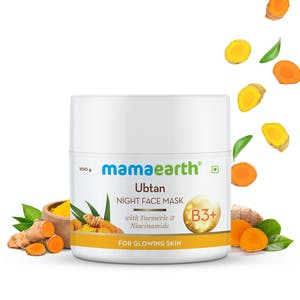 100 g
mamaearth®
Ubtan
NIGHT FACE MASK
with Turmeric &
Niacinamide
B3+
FOR GLOWING SKIN